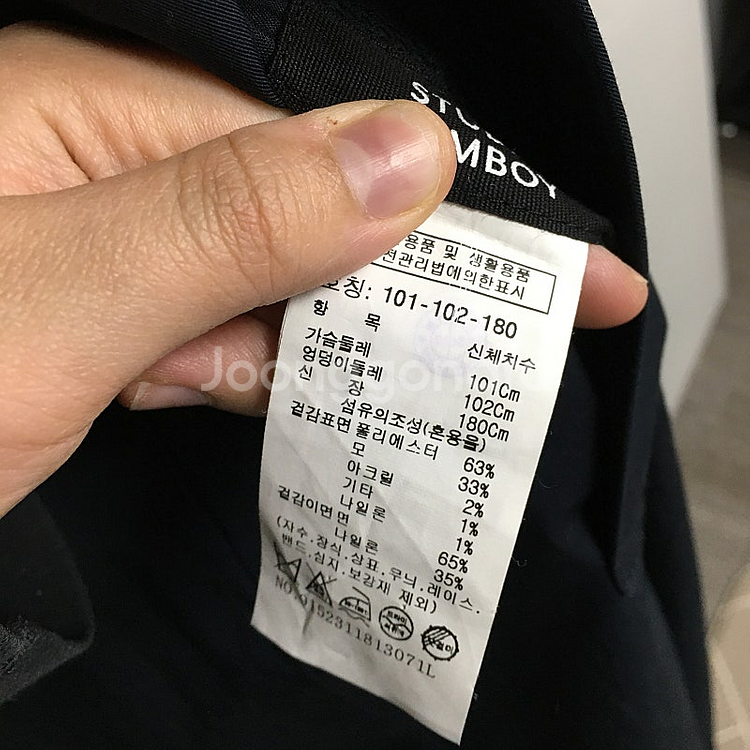 STU
MBOY
용품 및 생활용품
전관리법에의한표시
호칭: 101-102-180
항 목 신체치수
가슴둘레 101Cm
엉덩이둘레 102Cm
신 장 180Cm
섬유의조성(혼용율)
겉감표면 폴리에스터 63%
모 33%
아크릴 2%
기타 1%
나일론 1%
겉감이면 면 65%
나일론 35%
(자수.장식.상표.무늬.레이스.
밴드.심지.보강재 제외)
드라이
NO:0152311813071L